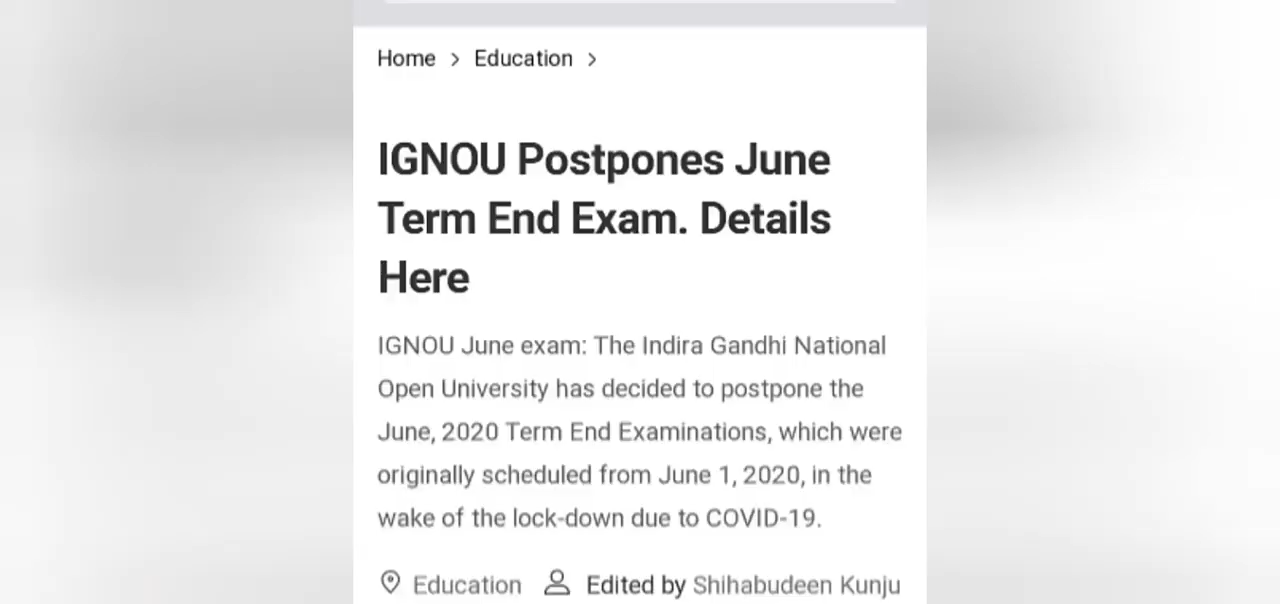 Home > Education >
IGNOU Postpones June
Term End Exam. Details
Here
IGNOU June exam: The Indira Gandhi National
Open University has decided to postpone the
June, 2020 Term End Examinations, which were
originally scheduled from June 1, 2020, in the
wake of the lock-down due to COVID-19.
Education Edited by Shihabudeen Kunju